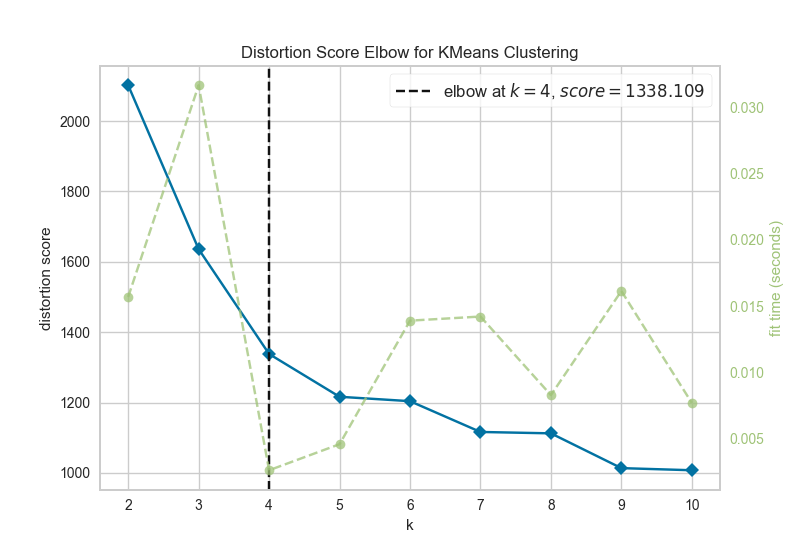 Distortion Score Elbow for KMeans Clustering
elbow at k = 4, score = 1338.109
distortion score
2000
1800
1600
1400
1200
1000
0.030
0.025
0.020
0.015
0.010
0.005
fit time (seconds)
2 3 4 5 6 7 8 9 10
k